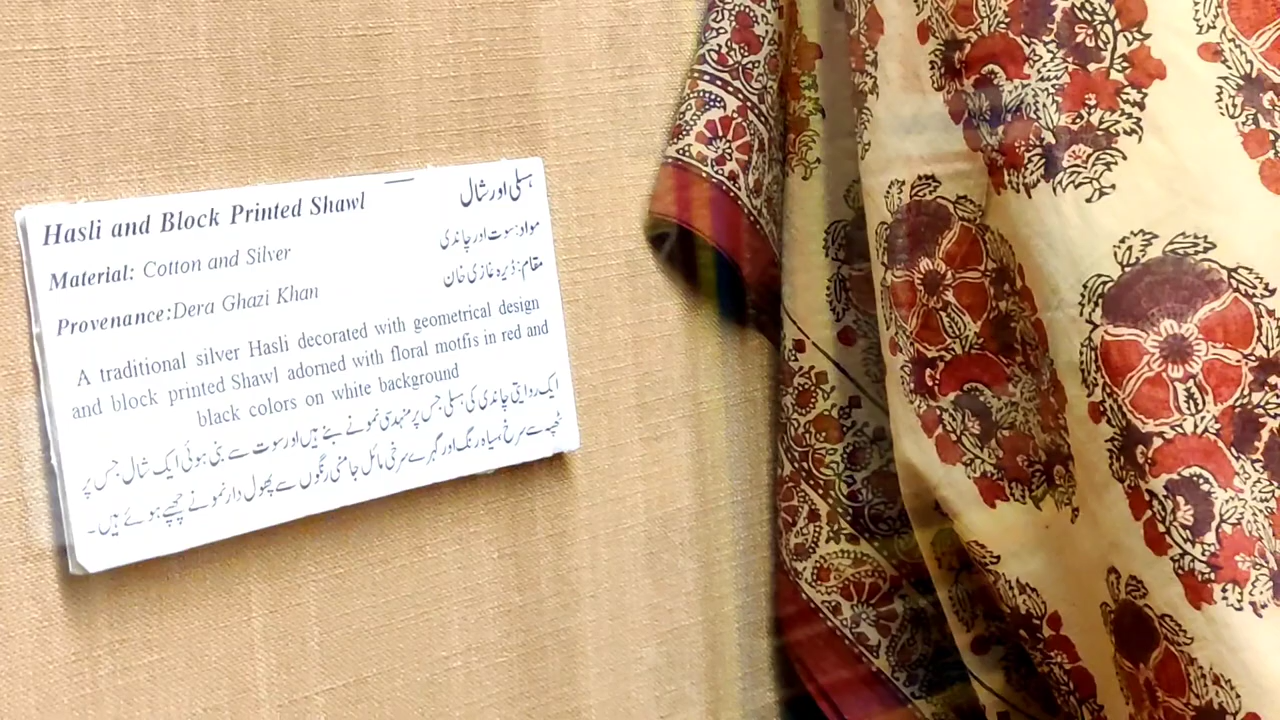 Hasli and Block Printed Shawl
ہسلی اور شال
Material: Cotton and Silver
مواد: سوت اور چاندی
Provenance:Dera Ghazi Khan
مقام: ڈیرہ غازی خان
A traditional silver Hasli decorated with geometrical design
and block printed Shawl adorned with floral motfis in red and
black colors on white background
ایک روایتی چاندی کی ہسلی جس پر مہندسی نمونے بنے ہیں اور سوت سے بنی ہوئی ایک شال جس پر
ٹھپہ سے سرخ، سیاہ رنگ اور گہرے سرخی مائل جامنی رنگوں سے پھول دار نمونے چھپے ہوئے ہیں۔